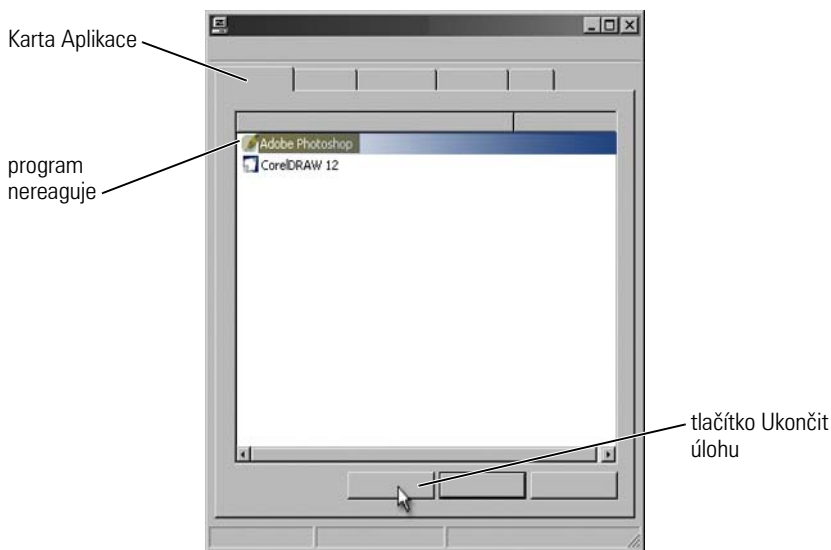 Karta Aplikace
Adobe Photoshop
CorelDRAW 12
program
nereaguje
tlačítko Ukončit
úlohu